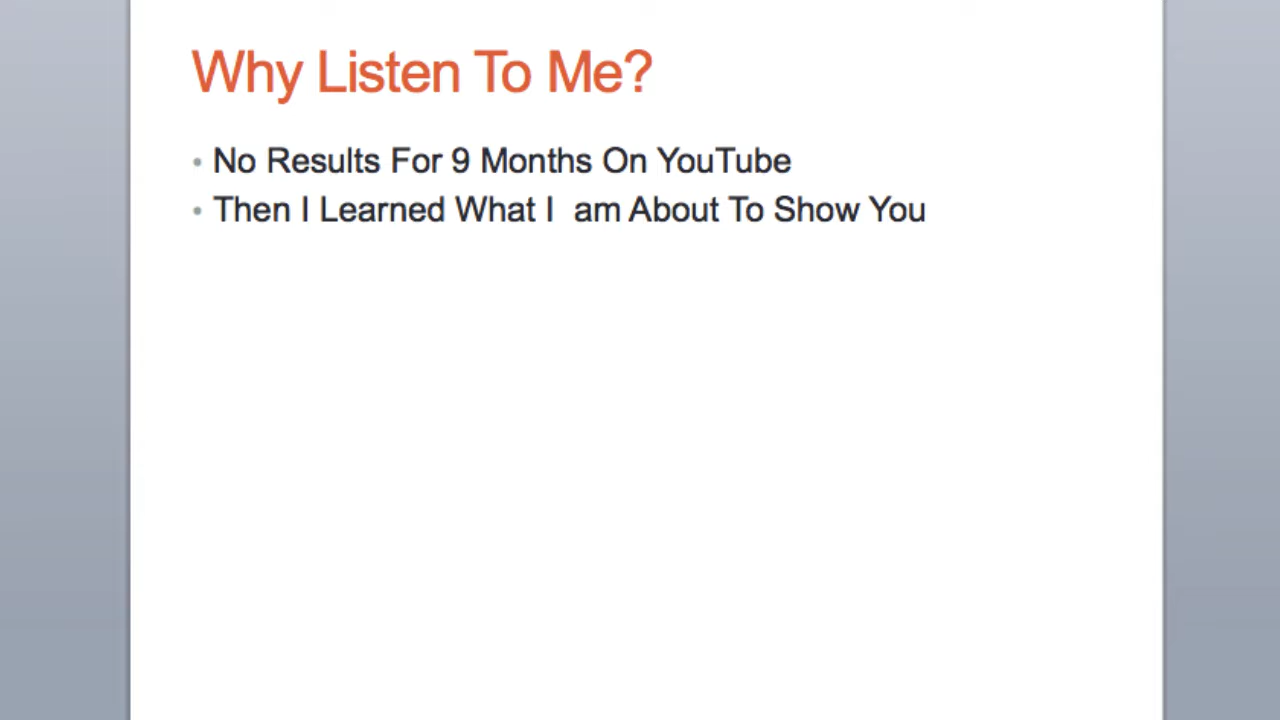 Why Listen To Me?
• No Results For 9 Months On YouTube
• Then I Learned What I  am About To Show You